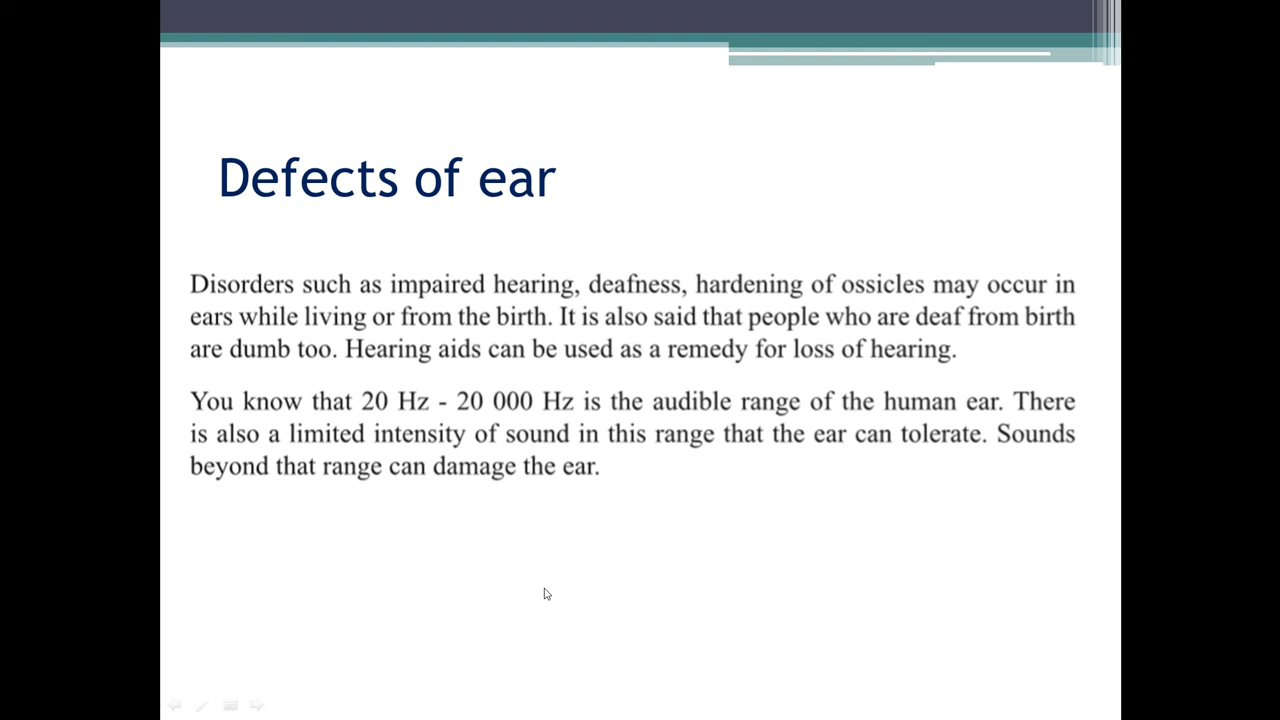 Defects of ear
Disorders such as impaired hearing, deafness, hardening of ossicles may occur in
ears while living or from the birth. It is also said that people who are deaf from birth
are dumb too. Hearing aids can be used as a remedy for loss of hearing.
You know that 20 Hz - 20 000 Hz is the audible range of the human ear. There
is also a limited intensity of sound in this range that the ear can tolerate. Sounds
beyond that range can damage the ear.